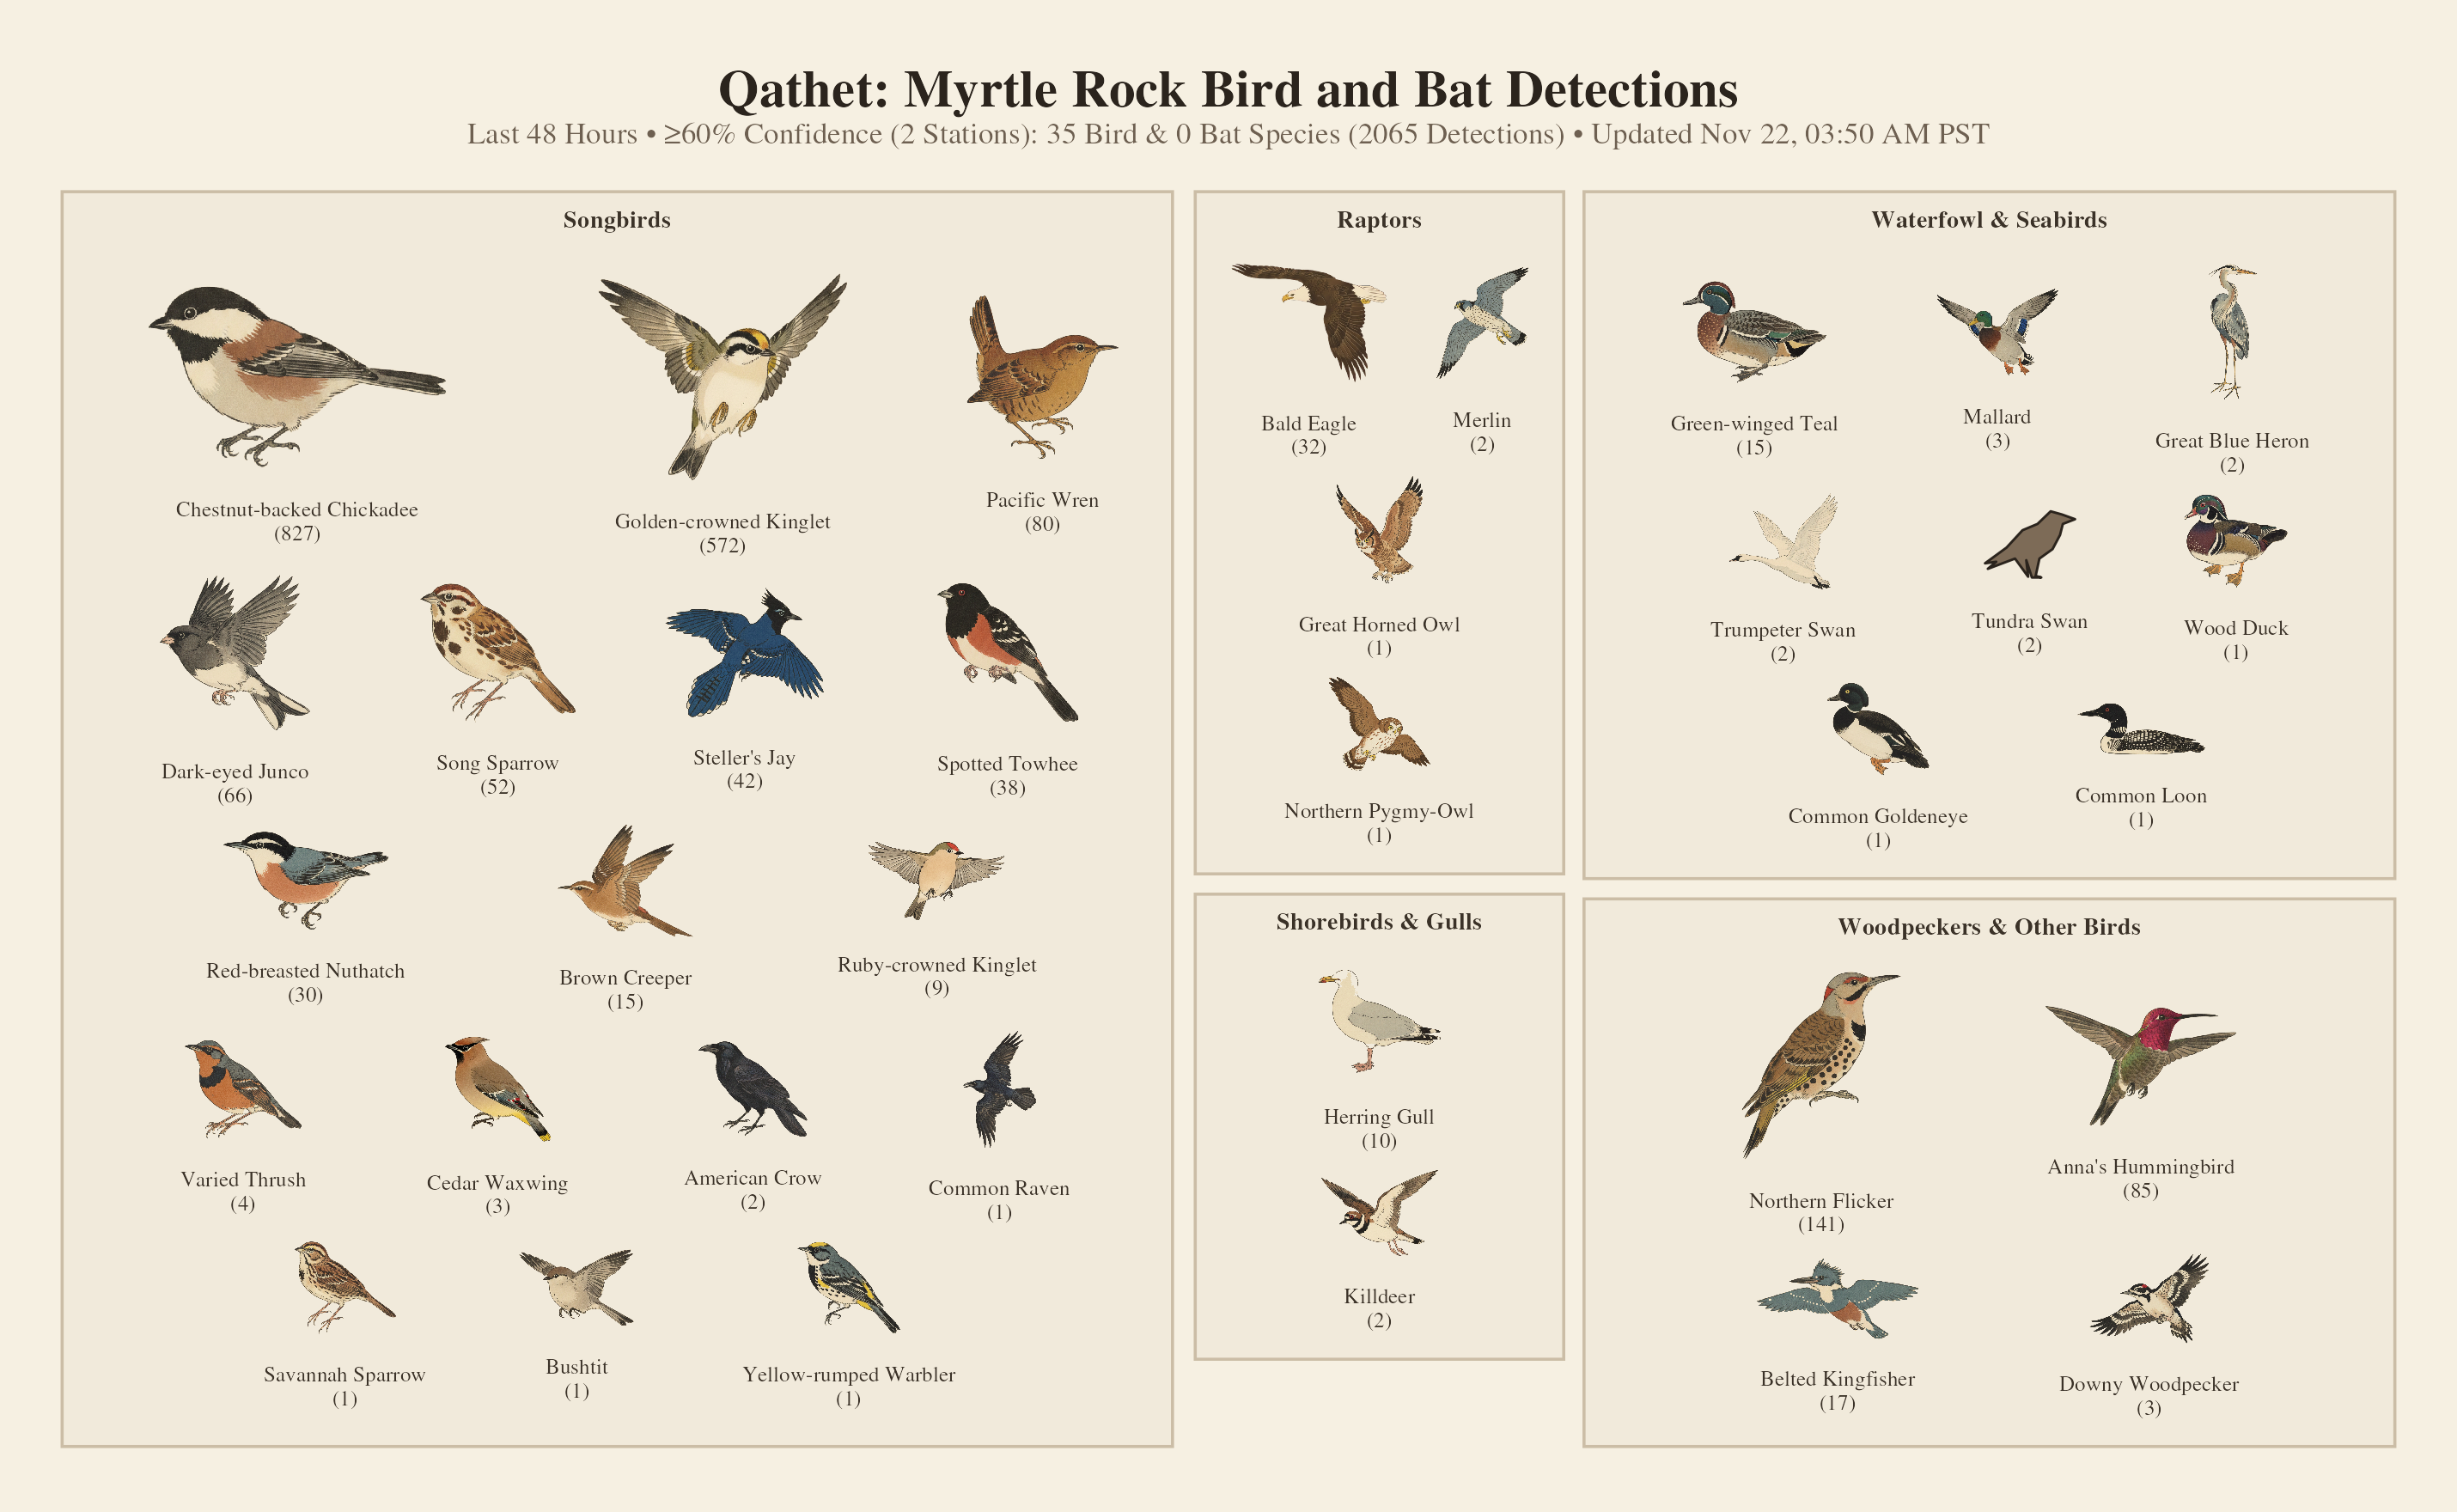 Qathet: Myrtle Rock Bird and Bat Detections
Last 48 Hours • ≥60% Confidence (2 Stations): 35 Bird & 0 Bat Species (2065 Detections) • Updated Nov 22, 03:50 AM PST
Songbirds
Chestnut-backed Chickadee
(827)
Golden-crowned Kinglet
(572)
Pacific Wren
(80)
Dark-eyed Junco
(66)
Song Sparrow
(52)
Steller's Jay
(42)
Spotted Towhee
(38)
Red-breasted Nuthatch
(30)
Brown Creeper
(15)
Ruby-crowned Kinglet
(9)
Varied Thrush
(4)
Cedar Waxwing
(3)
American Crow
(2)
Common Raven
(1)
Savannah Sparrow
(1)
Bushtit
(1)
Yellow-rumped Warbler
(1)
Raptors
Bald Eagle
(32)
Merlin
(2)
Great Horned Owl
(1)
Northern Pygmy-Owl
(1)
Shorebirds & Gulls
Herring Gull
(10)
Killdeer
(2)
Waterfowl & Seabirds
Green-winged Teal
(15)
Mallard
(3)
Great Blue Heron
(2)
Trumpeter Swan
(2)
Tundra Swan
(2)
Wood Duck
(1)
Common Goldeneye
(1)
Common Loon
(1)
Woodpeckers & Other Birds
Northern Flicker
(141)
Anna's Hummingbird
(85)
Belted Kingfisher
(17)
Downy Woodpecker
(3)